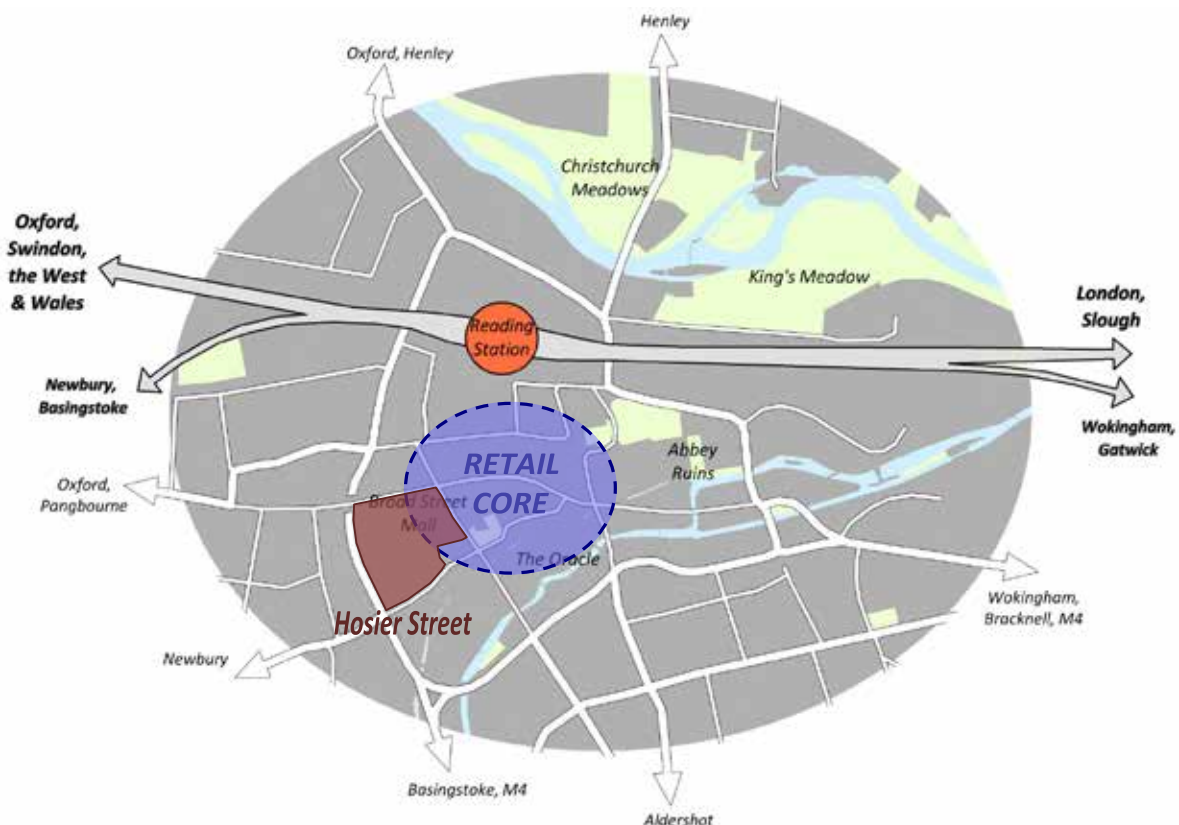 Henley
Oxford, Henley
Christchurch
Meadows
Oxford,
Swindon,
the West
& Wales
King's Meadow
London,
Slough
Reading
Station
Newbury,
Basingstoke
Wokingham,
Gatwick
RETAIL
CORE
Abbey
Ruins
Oxford,
Pangbourne
Broad Street
Mall
The Oracle
Wokingham,
Bracknell, M4
Hosier Street
Newbury
Basingstoke, M4
Aldershot